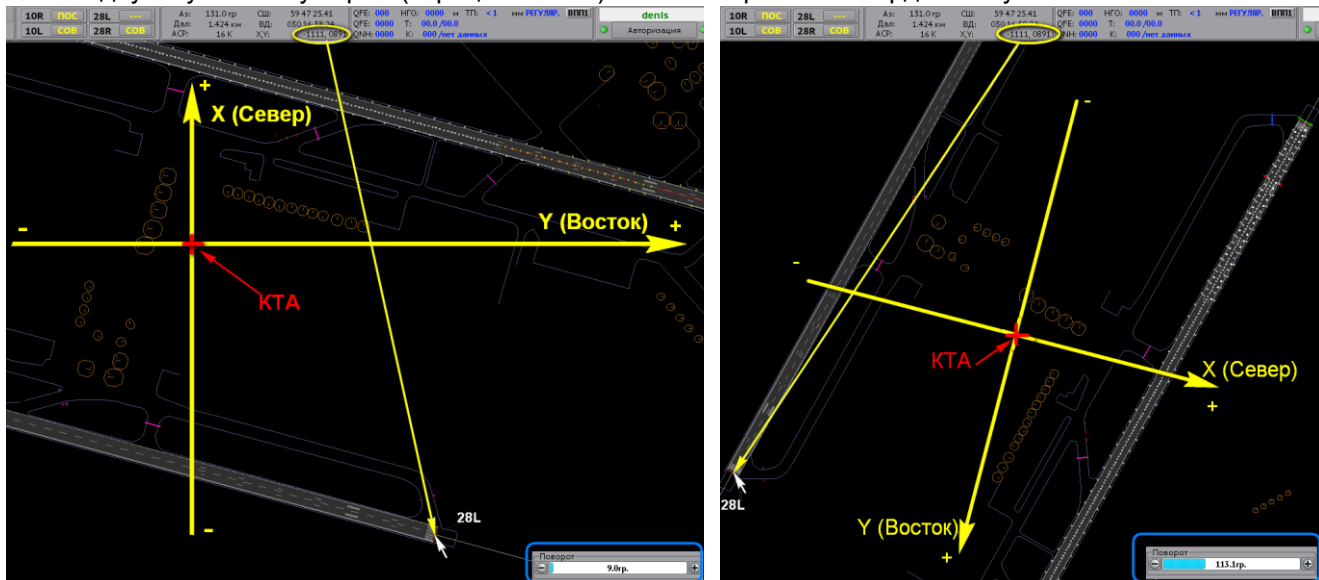 10R ПОС 28L --- Аз: 131.0 гр СШ: 59 47 25.41 QFE: 000 НГО: 0000 м ТП: < 1 мм РЕГУЛЯР. ВПП1 denis
Дал: 1.424 км ВД: QFE: 0000 Т: 00.0 /00.0
10L СОВ 28R СОВ АСР: 16 К X,Y: -1111, 0891 QNH: 0000 К: 000 /нет данных Авторизация
+
X (Север)
- Y (Восток) +
КТА
28L
-
Поворот
9.0гр.
10R ПОС 28L --- Аз: 131.0 гр СШ: 59 47 25.41 QFE: 000 НГО: 0000 м ТП: < 1 мм РЕГУЛЯР. ВПП1
Дал: 1.424 км ВД: QFE: 0000 Т: 00.0 /00.0
10L СОВ 28R СОВ АСР: 16 К X,Y: -1111, 0891 QNH: 0000 К: 000 /нет данных
-
-
КТА
X (Север)
+
28L
Y (Восток)
+
Поворот
113.1гр.